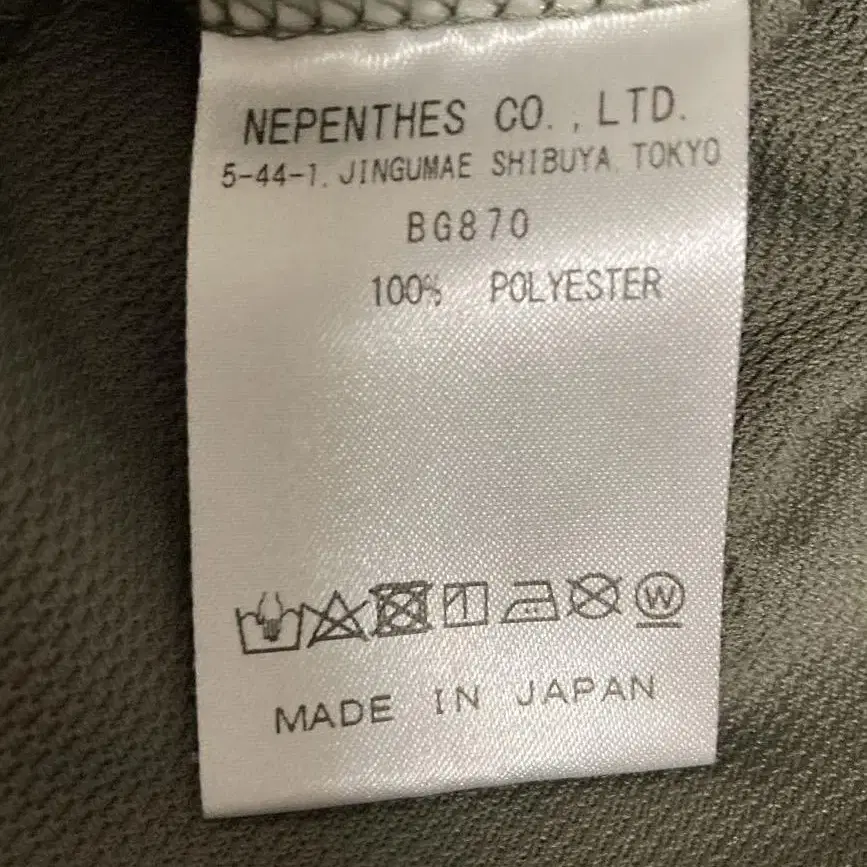 NEPENTHES CO., LTD.
5-44-1. JINGUMAE SHIBUYA. TOKYO
BG870
100% POLYESTER
W
MADE IN JAPAN